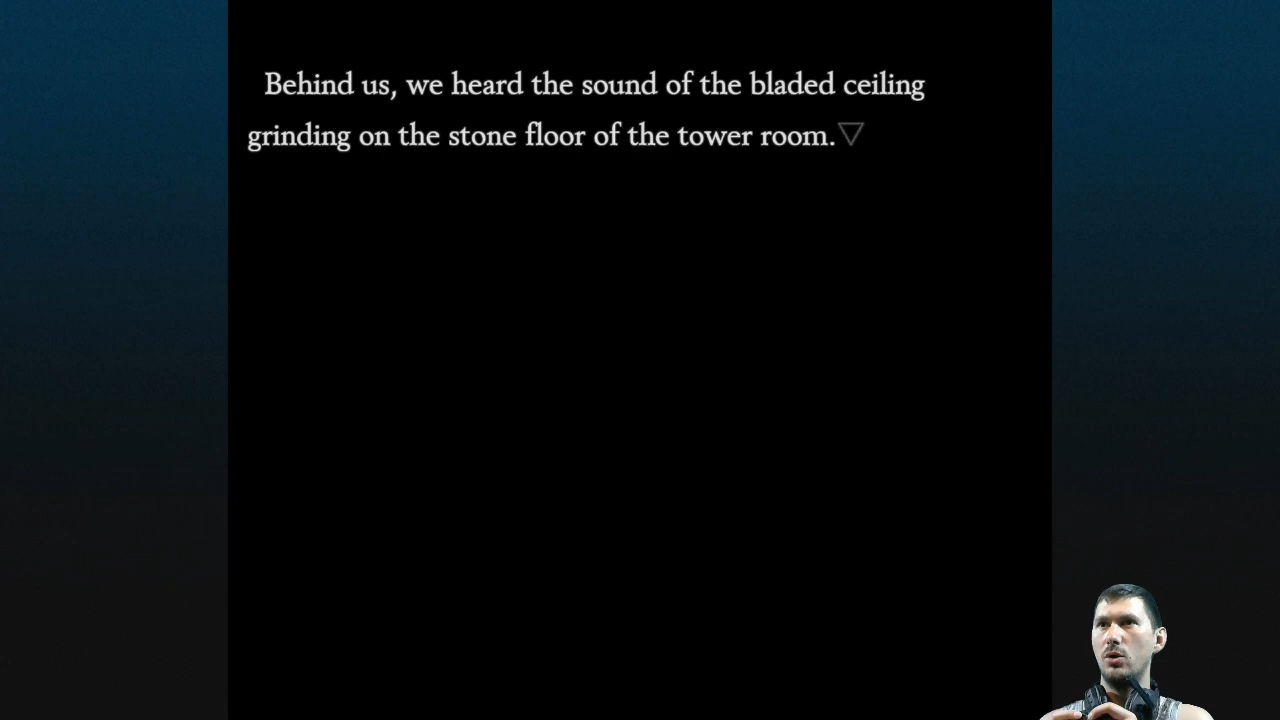 Behind us, we heard the sound of the bladed ceiling
grinding on the stone floor of the tower room.